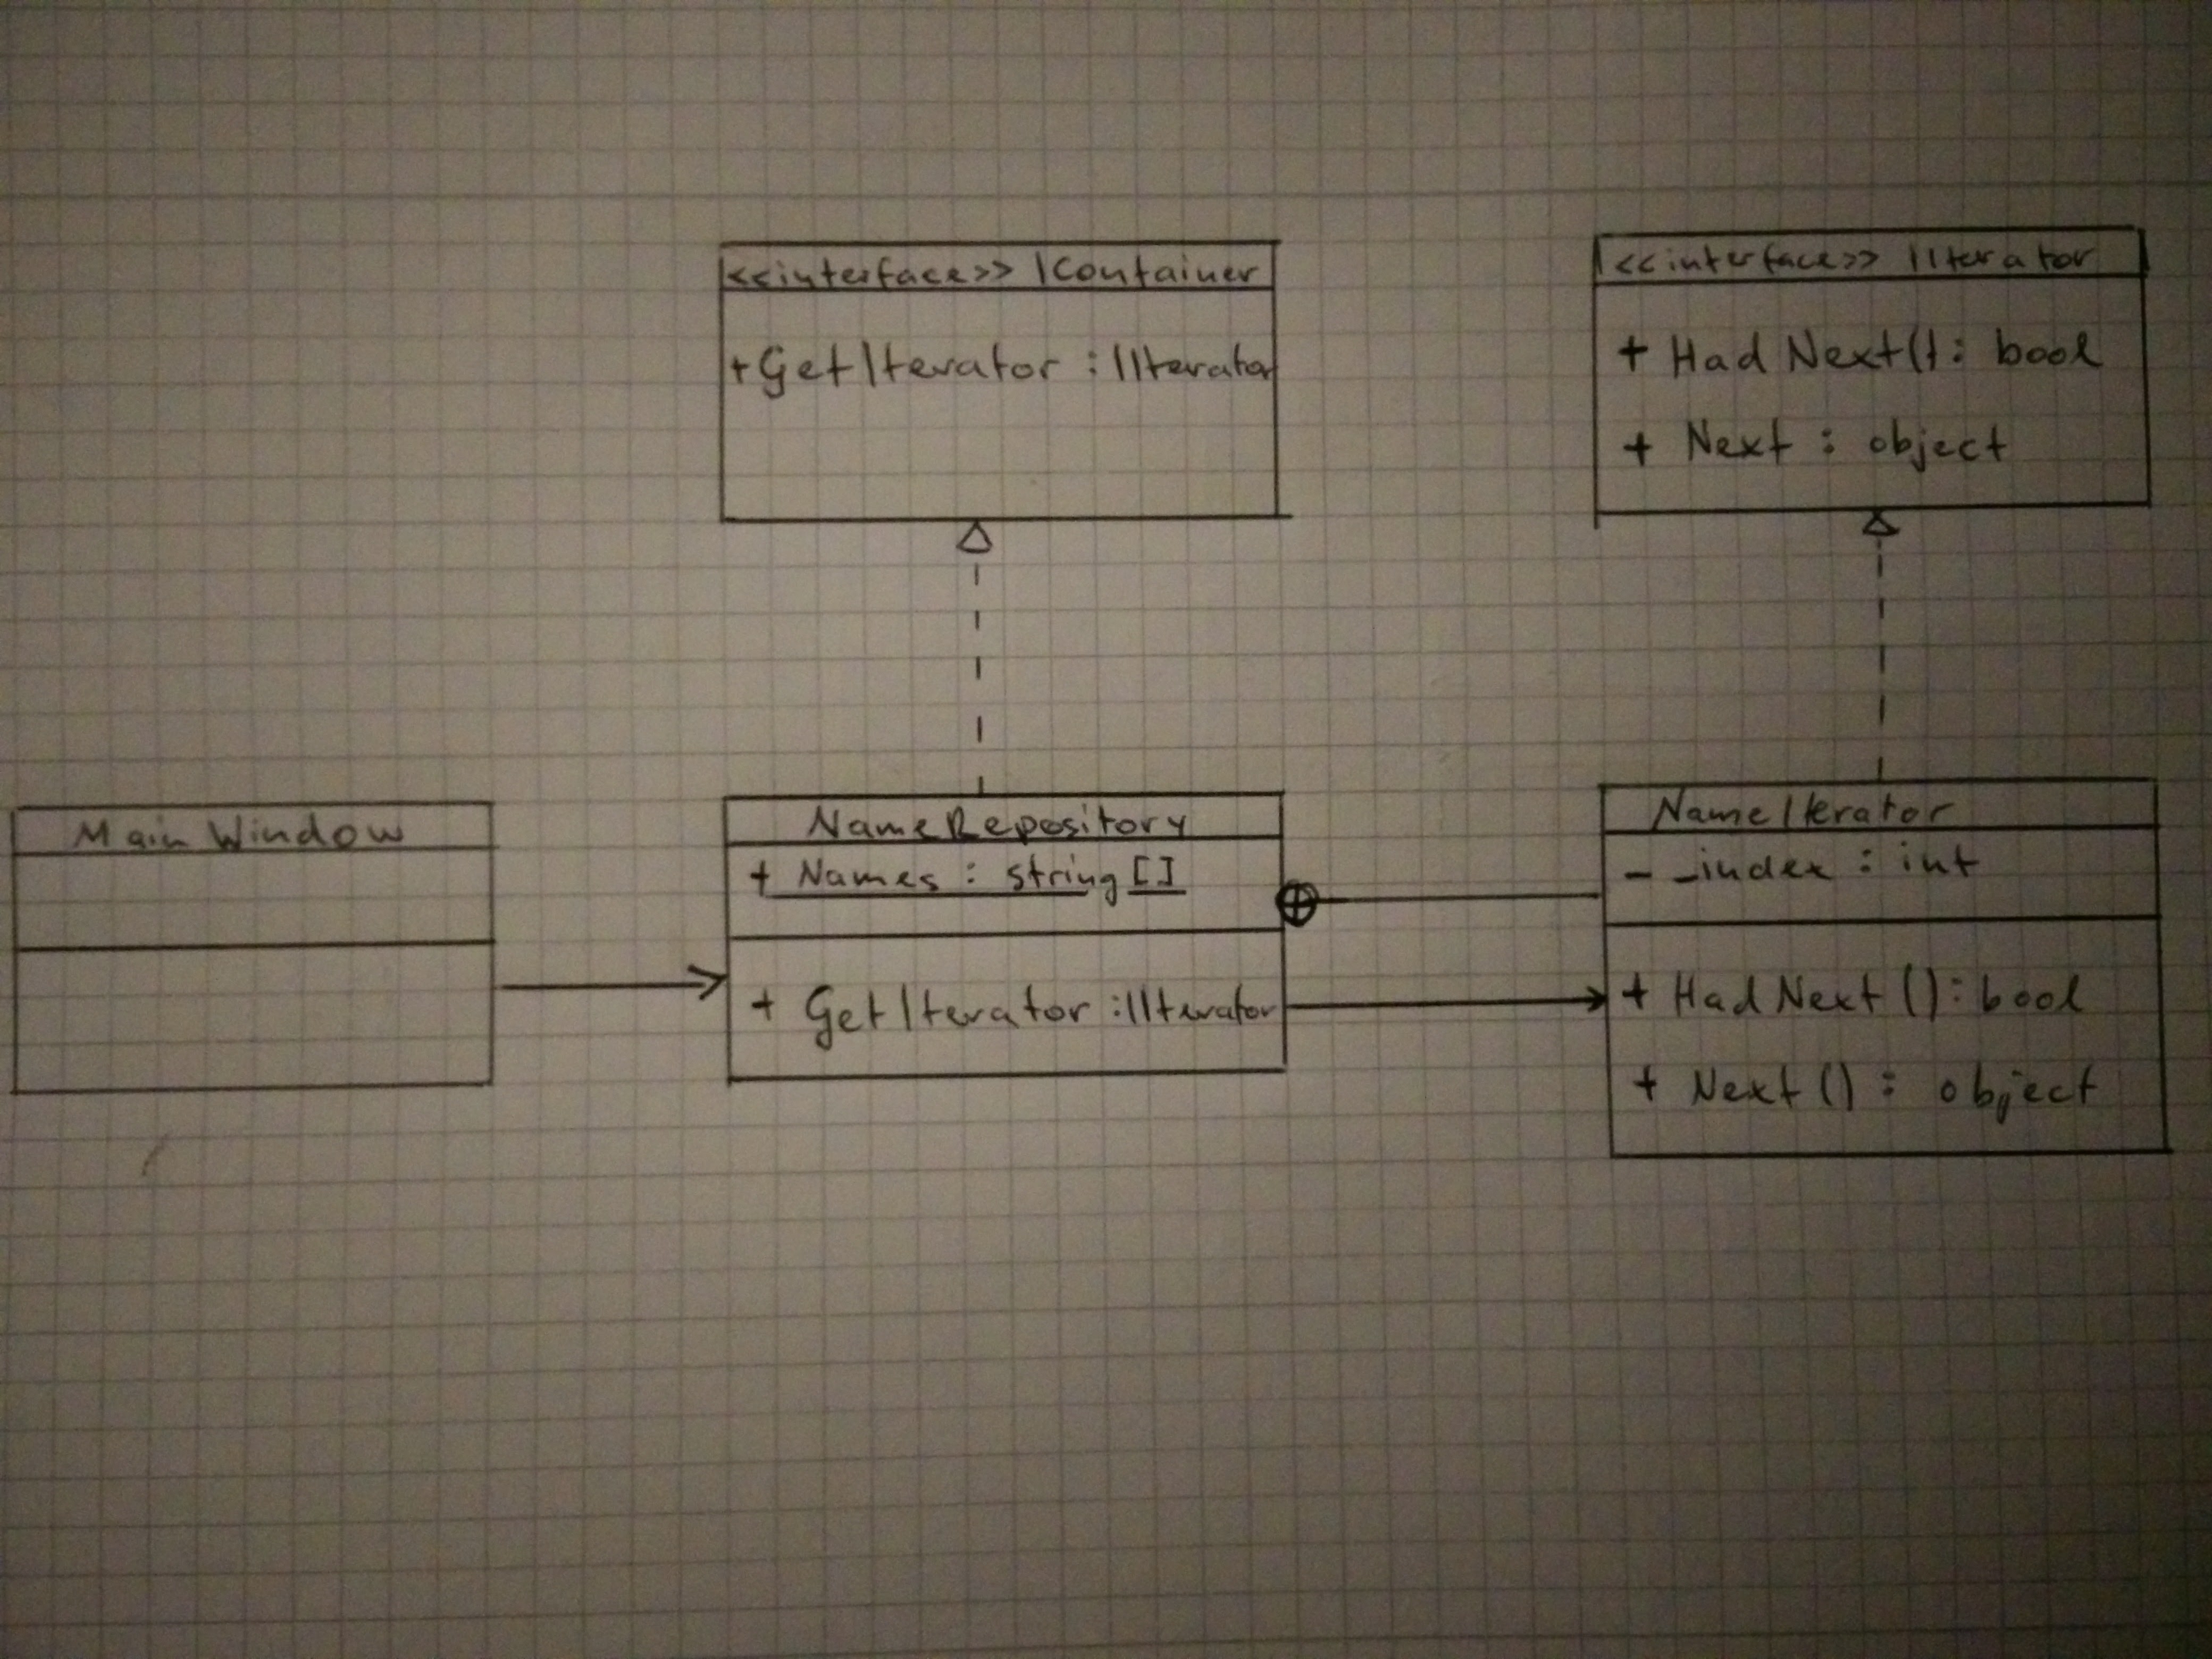 <<interface>> IContainer
+GetIterator : IIterator
<<interface>> IIterator
+ HadNext(): bool
+ Next : object
MainWindow
NameRepository
+ Names : string[]
+ GetIterator :IIterator
NameIterator
- _index : int
+ HadNext(): bool
+ Next() : object